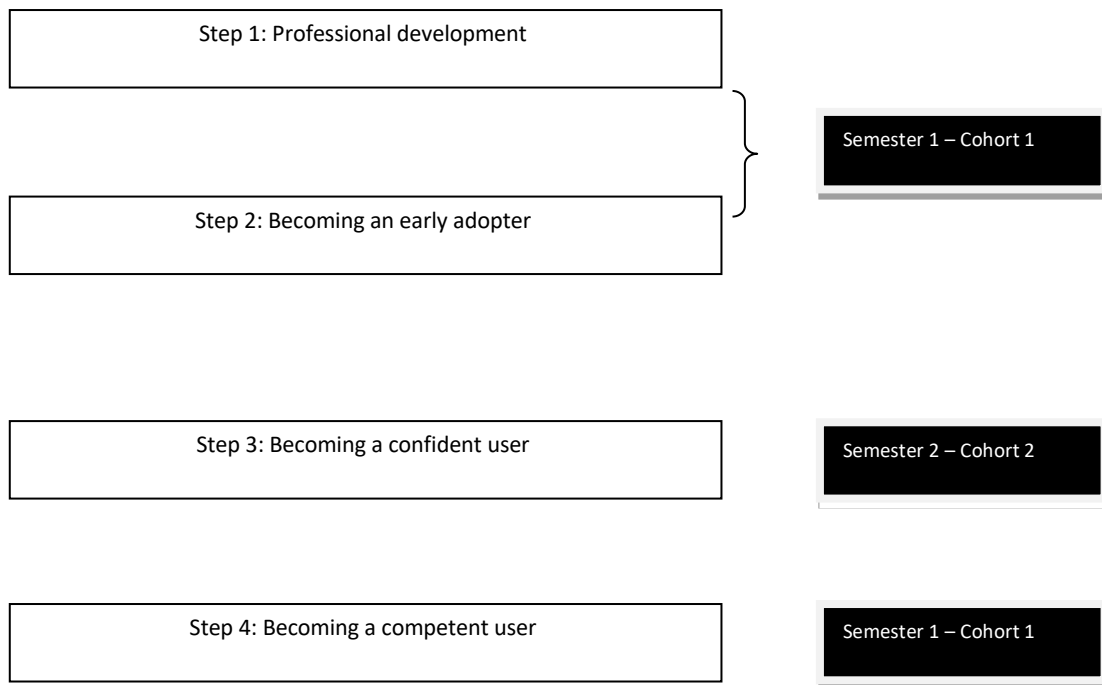 Step 1: Professional development
Semester 1 – Cohort 1
Step 2: Becoming an early adopter
Step 3: Becoming a confident user
Semester 2 – Cohort 2
Step 4: Becoming a competent user
Semester 1 – Cohort 1